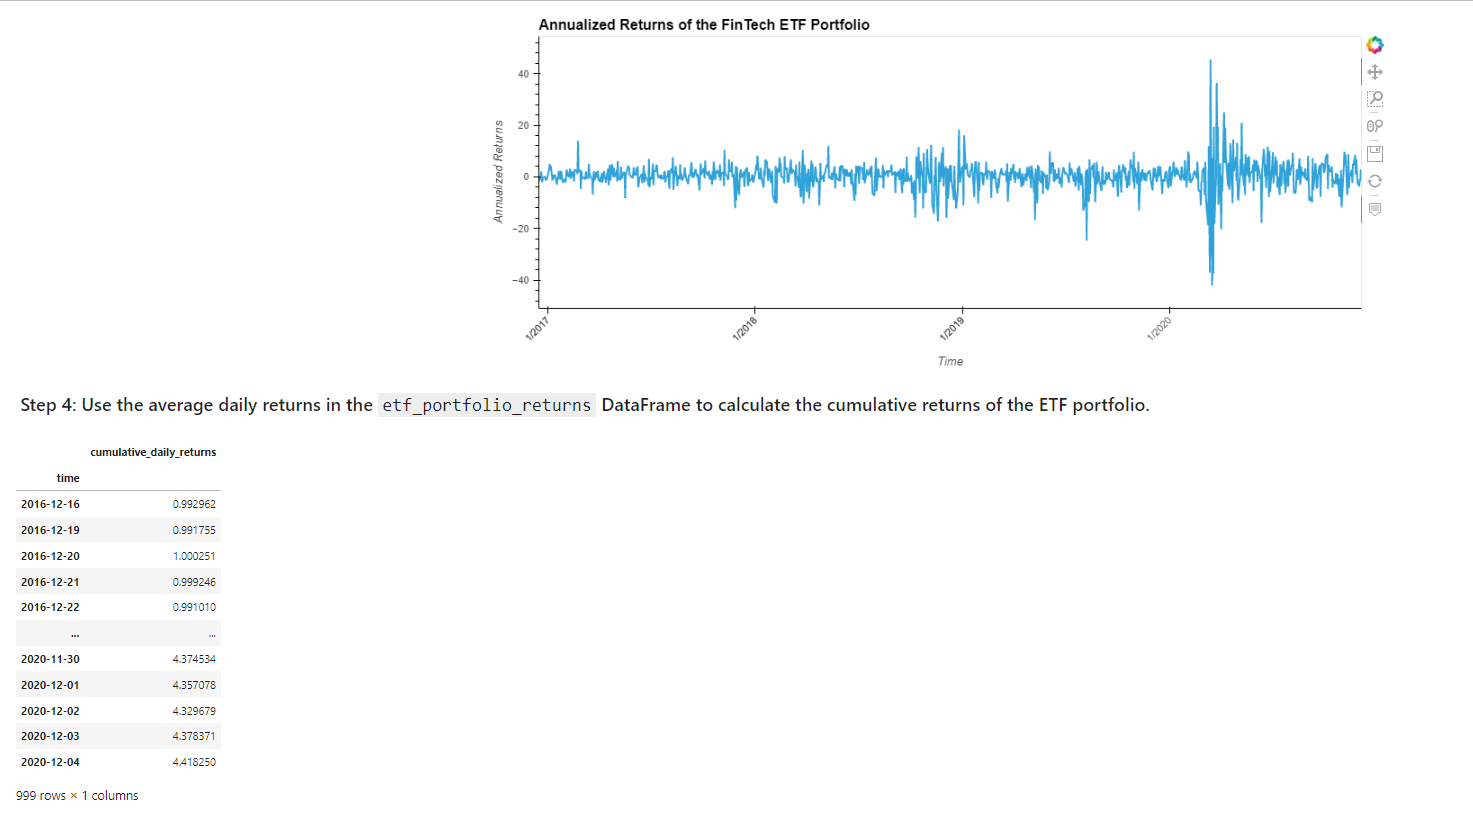 Annualized Returns of the FinTech ETF Portfolio
40
20
0
−20
−40
Annualized Returns
1/2017
1/2018
1/2019
1/2020
Time
Step 4: Use the average daily returns in the etf_portfolio_returns DataFrame to calculate the cumulative returns of the ETF portfolio.
cumulative_daily_returns
time
2016-12-16 0.992962
2016-12-19 0.991755
2016-12-20 1.000251
2016-12-21 0.999246
2016-12-22 0.991010
... ...
2020-11-30 4.374534
2020-12-01 4.357078
2020-12-02 4.329679
2020-12-03 4.378371
2020-12-04 4.418250
999 rows × 1 columns